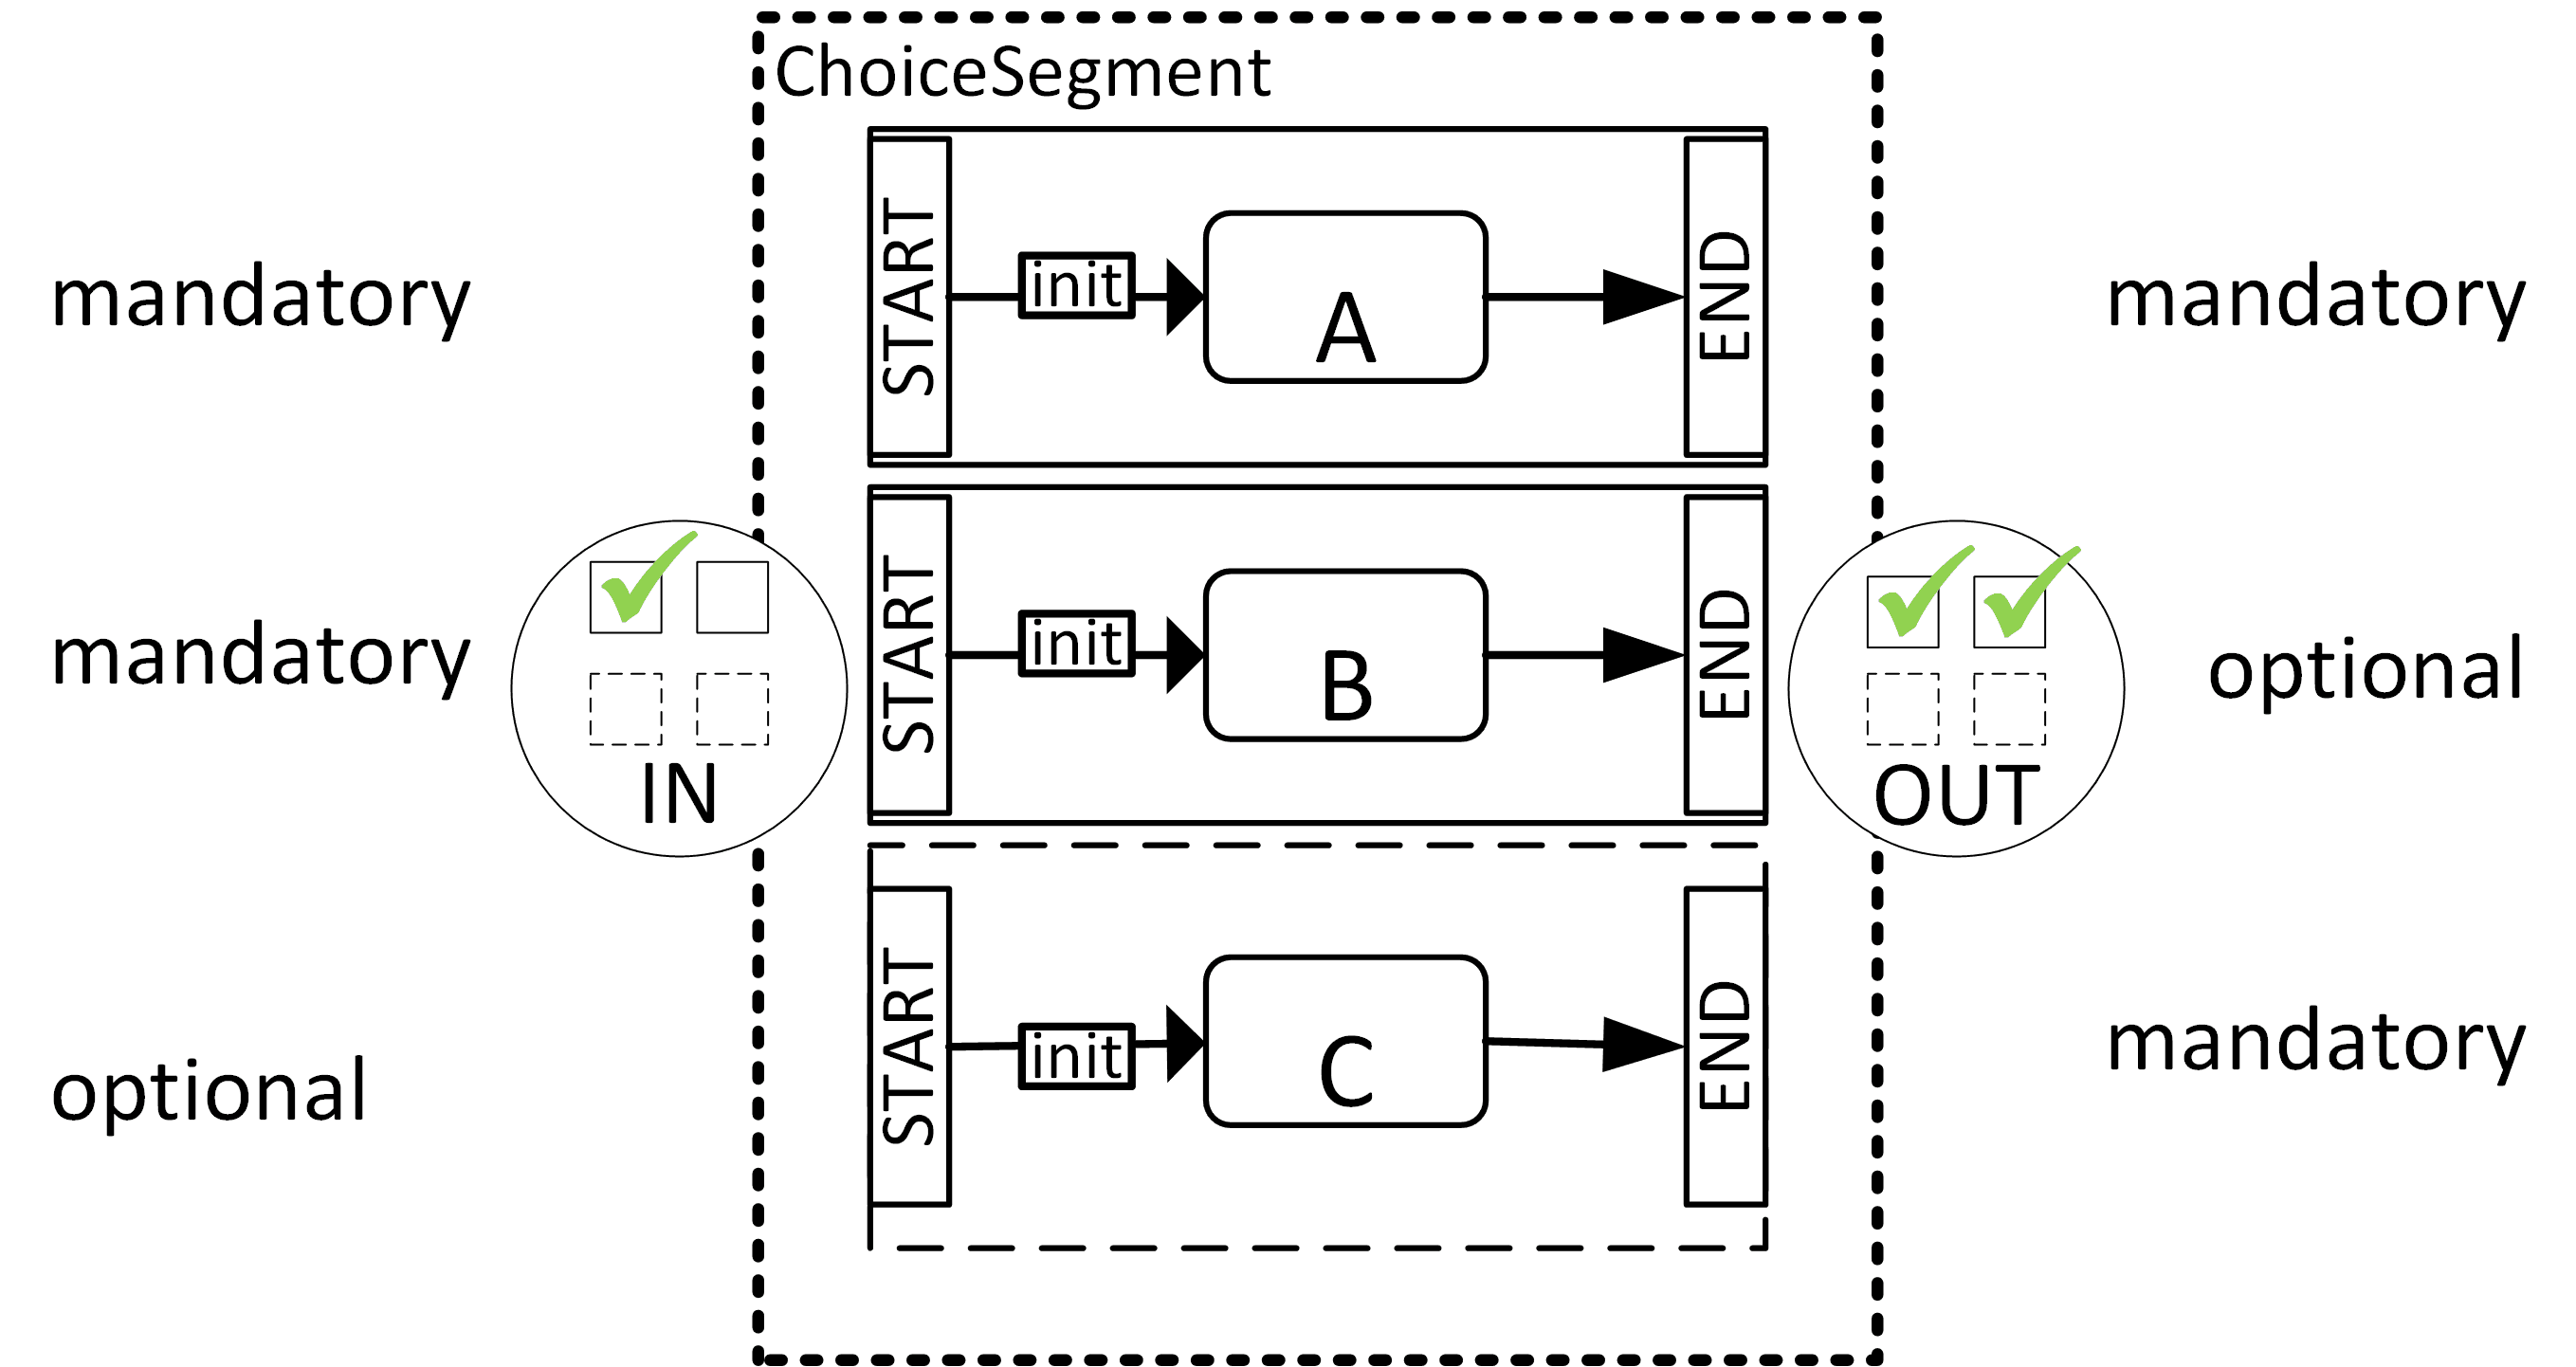 ChoiceSegment
mandatory
START
init
A
END
mandatory
mandatory
IN
START
init
B
END
OUT
optional
optional
START
init
C
END
mandatory